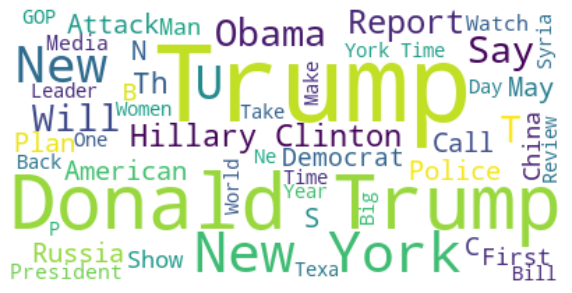 GOP
Attack
Man
Obama
Report
Watch
Media
N
York Time
Say
Syria
New
Trump
Leader
B
Th
U
Make
Day
May
Will
Women
Take
Plan
One
Hillary Clinton
Call
T
China
Review
Back
American
World
Ne
Democrat
Time
Police
Donald Trump
Year
Big
S
P
Russia
Show
New York
C
First
President
Texa
Bill